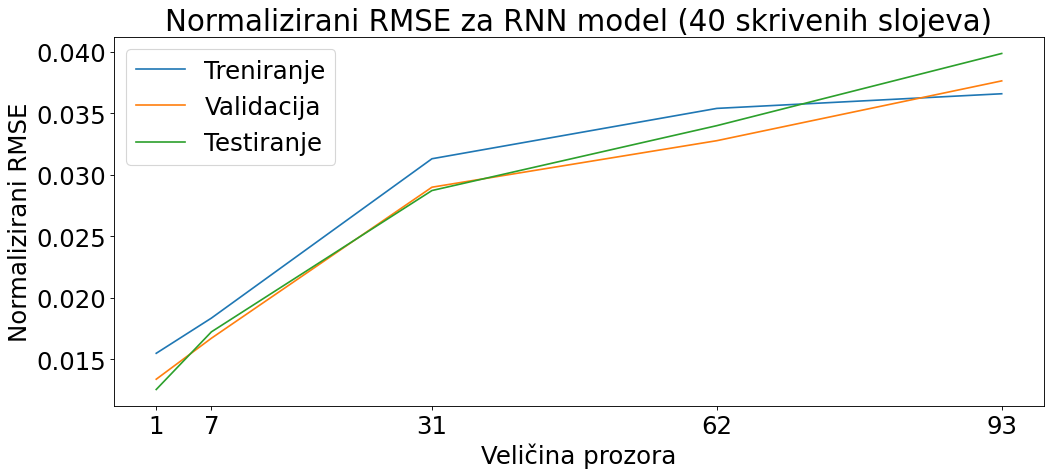 Normalizirani RMSE za RNN model (40 skrivenih slojeva)
Normalizirani RMSE
0.040
0.035
0.030
0.025
0.020
0.015
Treniranje
Validacija
Testiranje
1 7 31 62 93
Veličina prozora